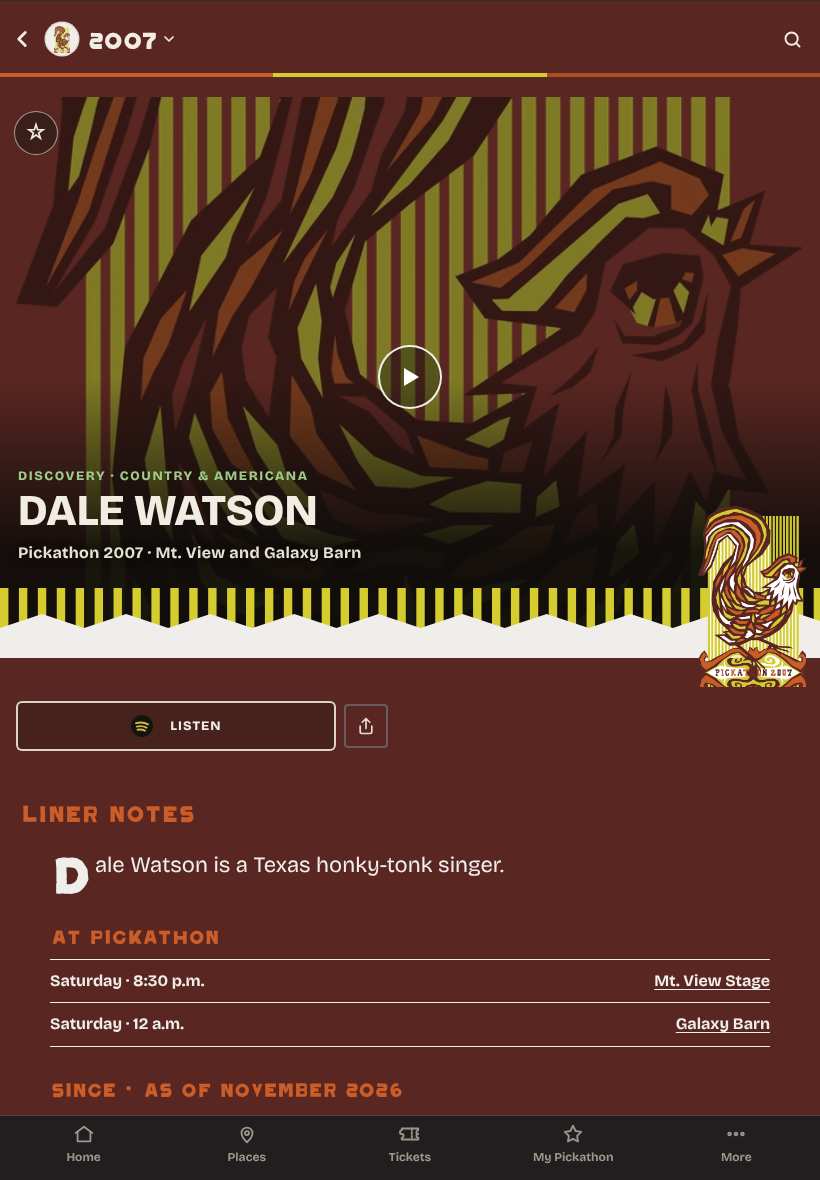 2007
DISCOVERY · COUNTRY & AMERICANA
DALE WATSON
Pickathon 2007 · Mt. View and Galaxy Barn
PICKATHON 2007
LISTEN
LINER NOTES
Dale Watson is a Texas honky-tonk singer.
AT PICKATHON
Saturday · 8:30 p.m. Mt. View Stage
Saturday · 12 a.m. Galaxy Barn
SINCE · AS OF NOVEMBER 2026
Home Places Tickets My Pickathon More